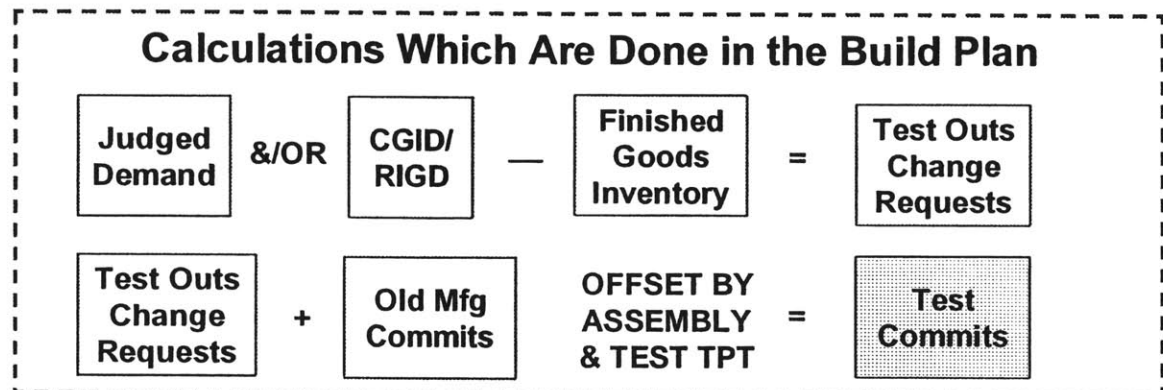 Calculations Which Are Done in the Build Plan
Judged
Demand
&/OR
CGID/
RIGD
—
Finished
Goods
Inventory
=
Test Outs
Change
Requests
Test Outs
Change
Requests
+
Old Mfg
Commits
OFFSET BY
ASSEMBLY
& TEST TPT
=
Test
Commits